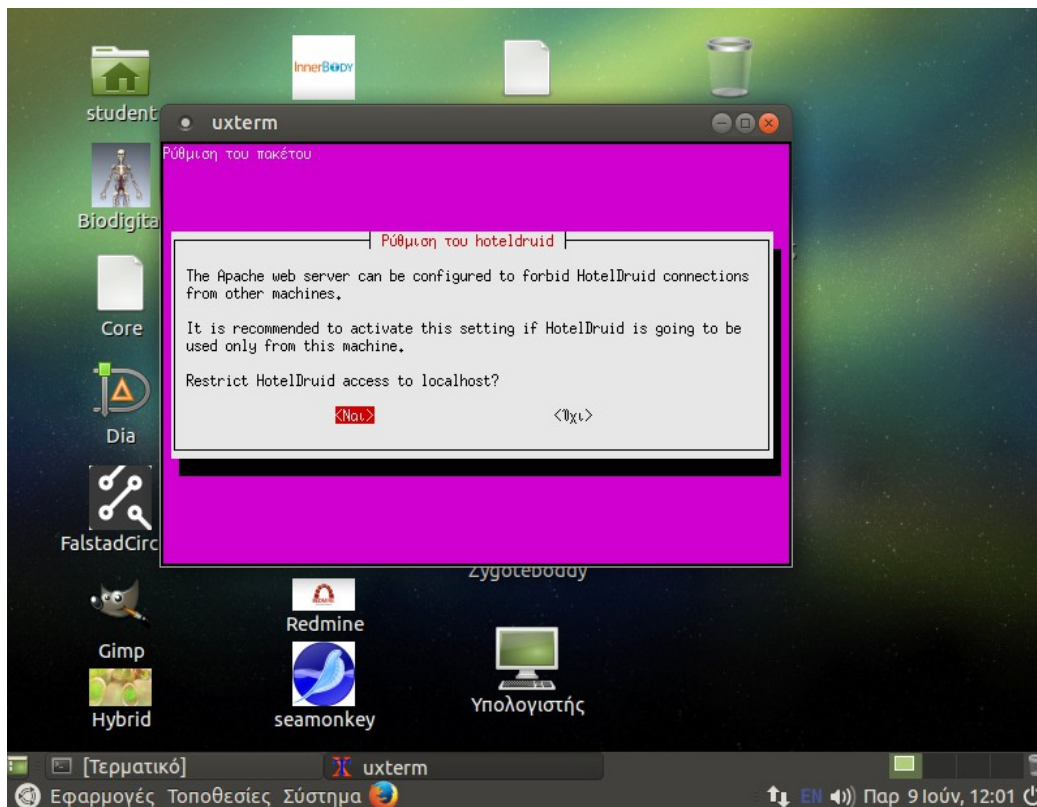 InnerBODY
student
uxterm
Ρύθμιση του πακέτου
Biodigita
Ρύθμιση του hoteldruid
The Apache web server can be configured to forbid HotelDruid connections
from other machines.
It is recommended to activate this setting if HotelDruid is going to be
used only from this machine.
Restrict HotelDruid access to localhost?
<Ναι> <Όχι>
Core
Dia
FalstadCirc
Zygoteboddy
Redmine
Gimp
Hybrid
seamonkey
Υπολογιστής
[Τερματικό] uxterm
Εφαρμογές Τοποθεσίες Σύστημα EN Παρ 9 Ιούν, 12:01